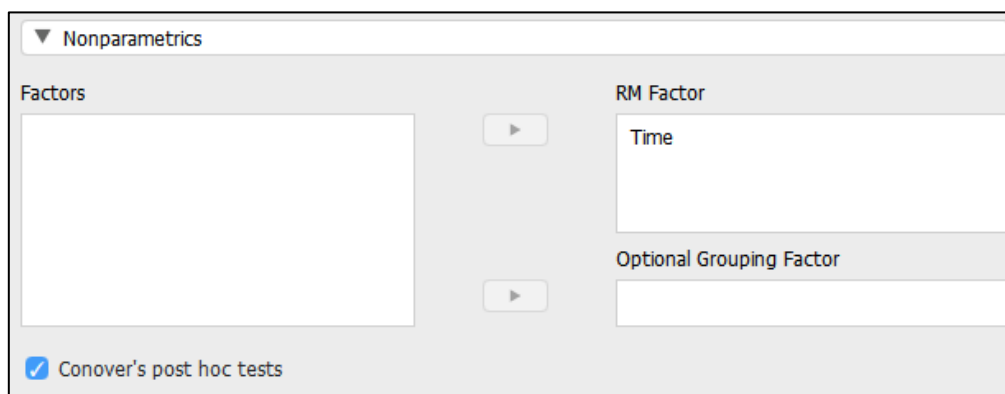 Nonparametrics
Factors
RM Factor
Time
Optional Grouping Factor
Conover's post hoc tests